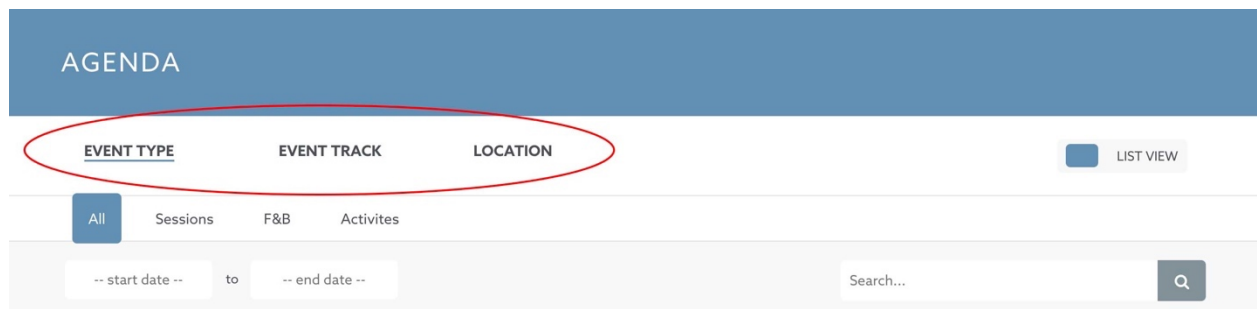 AGENDA
EVENT TYPE EVENT TRACK LOCATION LIST VIEW
All Sessions F&B Activites
-- start date -- to -- end date -- Search...